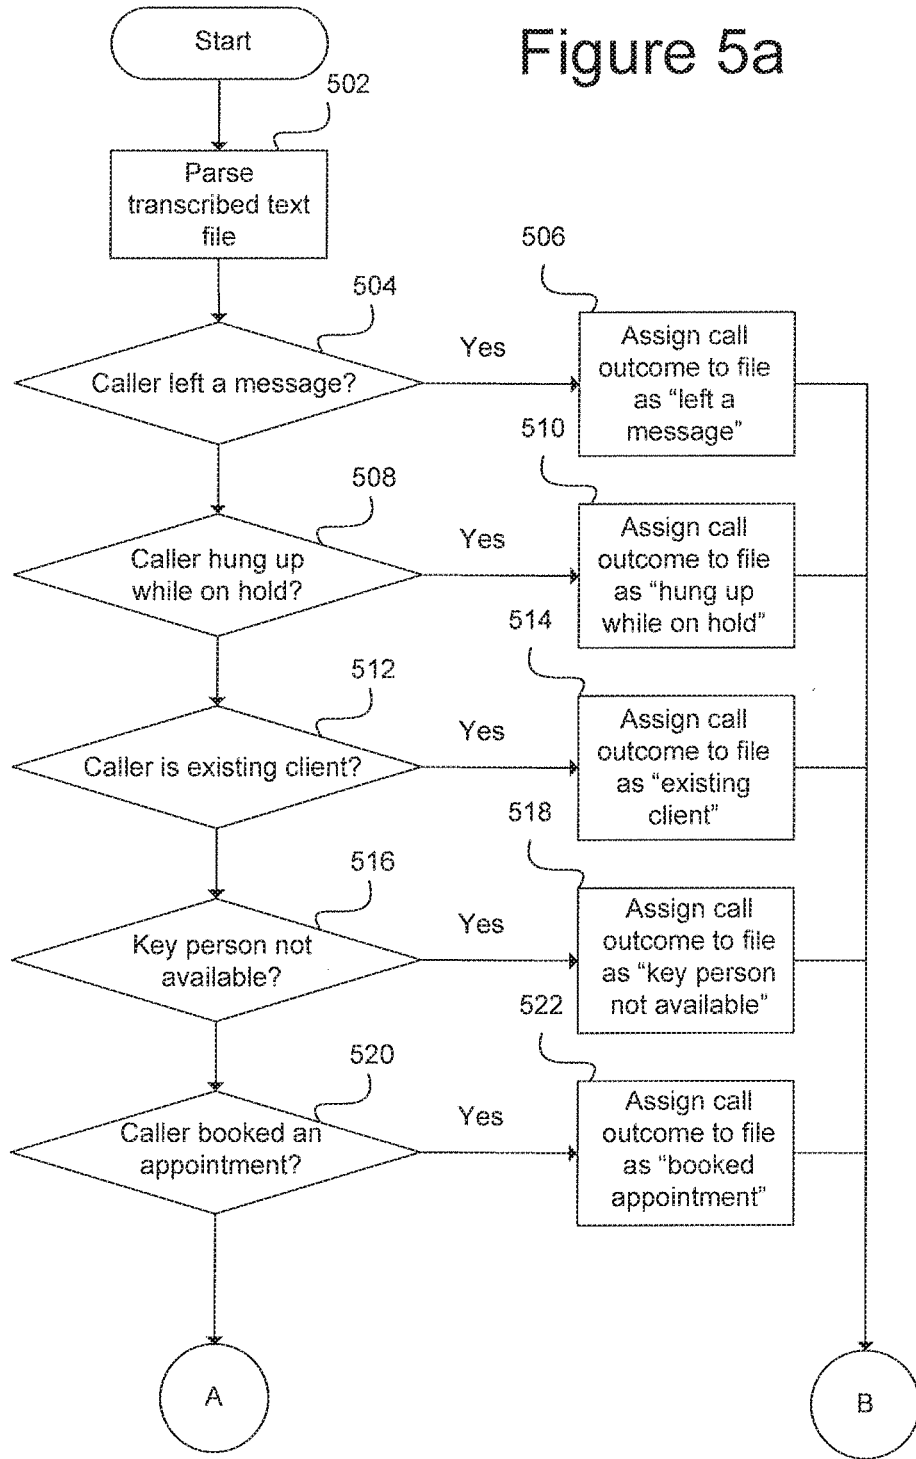 Figure 5a
Start
502
Parse
transcribed text
file
504
Caller left a message?
Yes
506
Assign call
outcome to file
as “left a
message”
508
Caller hung up
while on hold?
Yes
510
Assign call
outcome to file
as “hung up
while on hold”
512
Caller is existing client?
Yes
514
Assign call
outcome to file
as “existing
client”
516
Key person not
available?
Yes
518
Assign call
outcome to file
as “key person
not available”
520
Caller booked an
appointment?
Yes
522
Assign call
outcome to file
as “booked
appointment”
A
B